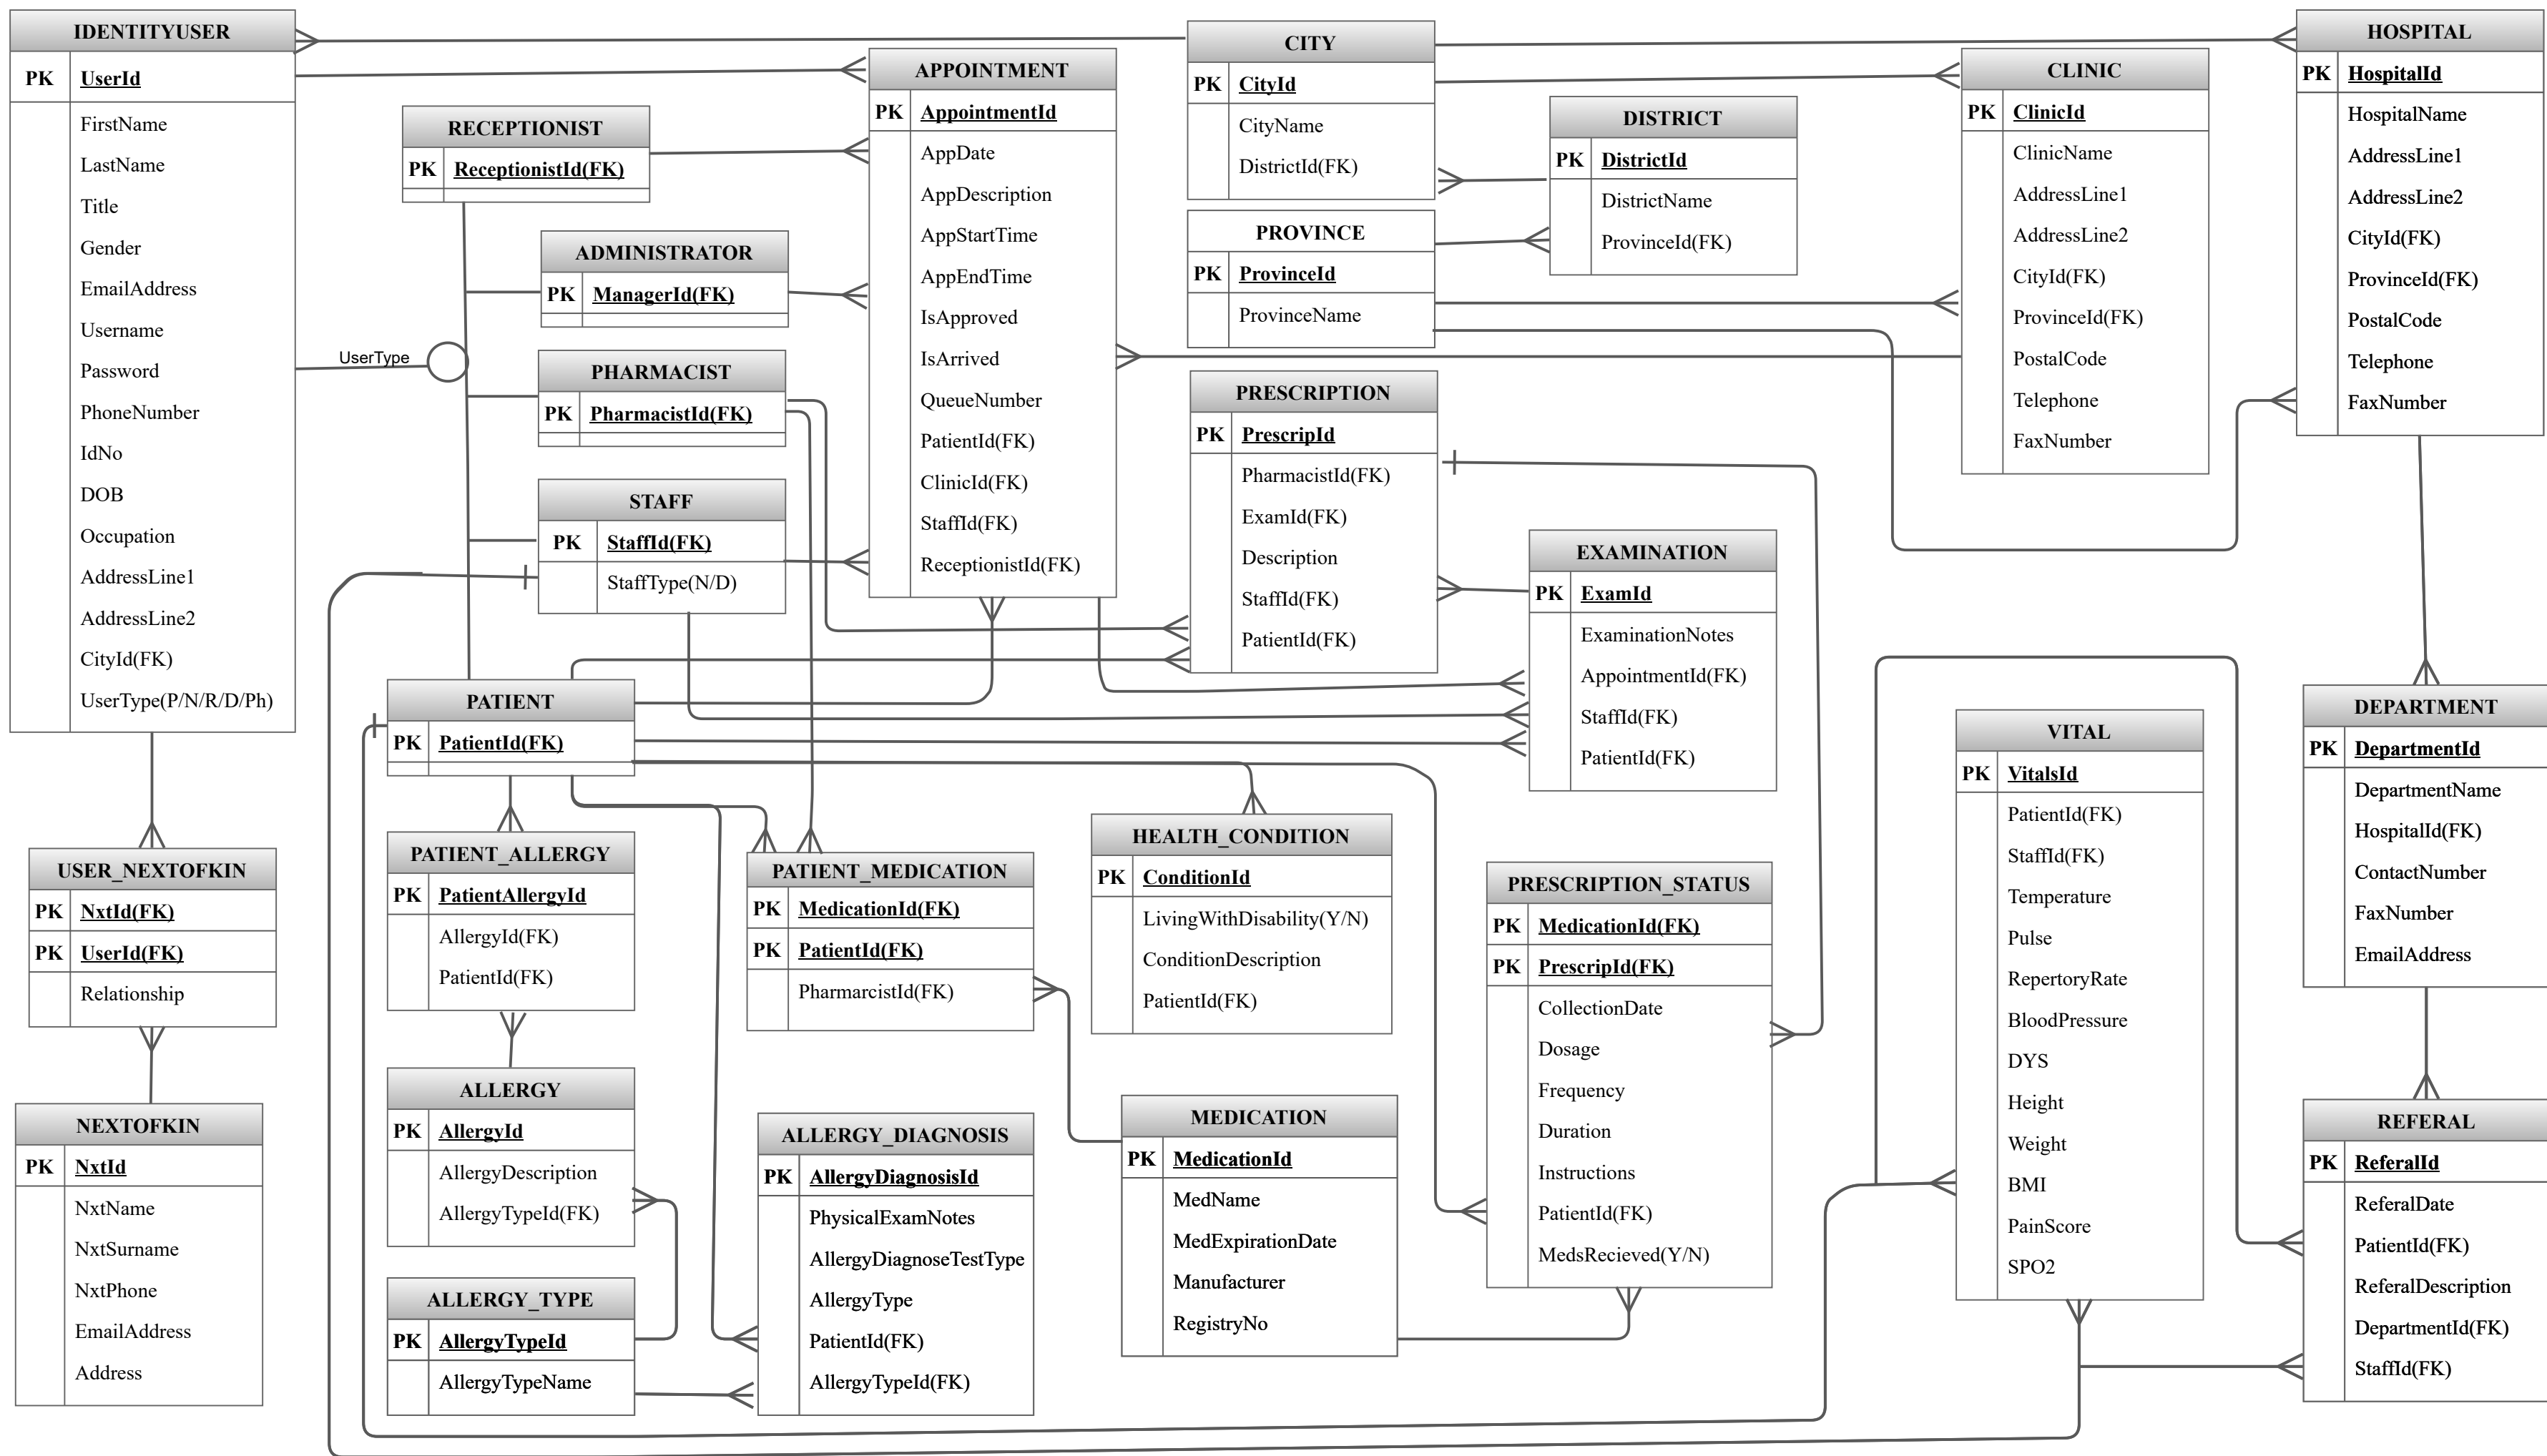 IDENTITYUSER
PK UserId
FirstName
LastName
Title
Gender
EmailAddress
Username
Password
PhoneNumber
IdNo
DOB
Occupation
AddressLine1
AddressLine2
CityId(FK)
UserType(P/N/R/D/Ph)
UserType
RECEPTIONIST
PK ReceptionistId(FK)
ADMINISTRATOR
PK ManagerId(FK)
PHARMACIST
PK PharmacistId(FK)
STAFF
PK StaffId(FK)
StaffType(N/D)
APPOINTMENT
PK AppointmentId
AppDate
AppDescription
AppStartTime
AppEndTime
IsApproved
IsArrived
QueueNumber
PatientId(FK)
ClinicId(FK)
StaffId(FK)
ReceptionistId(FK)
CITY
PK CityId
CityName
DistrictId(FK)
PROVINCE
PK ProvinceId
ProvinceName
DISTRICT
PK DistrictId
DistrictName
ProvinceId(FK)
CLINIC
PK ClinicId
ClinicName
AddressLine1
AddressLine2
CityId(FK)
ProvinceId(FK)
PostalCode
Telephone
FaxNumber
HOSPITAL
PK HospitalId
HospitalName
AddressLine1
AddressLine2
CityId(FK)
ProvinceId(FK)
PostalCode
Telephone
FaxNumber
PRESCRIPTION
PK PrescripId
PharmacistId(FK)
ExamId(FK)
Description
StaffId(FK)
PatientId(FK)
EXAMINATION
PK ExamId
ExaminationNotes
AppointmentId(FK)
StaffId(FK)
PatientId(FK)
PATIENT
PK PatientId(FK)
USER_NEXTOFKIN
PK NxtId(FK)
PK UserId(FK)
Relationship
NEXTOFKIN
PK NxtId
NxtName
NxtSurname
NxtPhone
EmailAddress
Address
PATIENT_ALLERGY
PK PatientAllergyId
AllergyId(FK)
PatientId(FK)
ALLERGY
PK AllergyId
AllergyDescription
AllergyTypeId(FK)
ALLERGY_TYPE
PK AllergyTypeId
AllergyTypeName
PATIENT_MEDICATION
PK MedicationId(FK)
PK PatientId(FK)
PharmarcistId(FK)
ALLERGY_DIAGNOSIS
PK AllergyDiagnosisId
PhysicalExamNotes
AllergyDiagnoseTestType
AllergyType
PatientId(FK)
AllergyTypeId(FK)
HEALTH_CONDITION
PK ConditionId
LivingWithDisability(Y/N)
ConditionDescription
PatientId(FK)
MEDICATION
PK MedicationId
MedName
MedExpirationDate
Manufacturer
RegistryNo
PRESCRIPTION_STATUS
PK MedicationId(FK)
PK PrescripId(FK)
CollectionDate
Dosage
Frequency
Duration
Instructions
PatientId(FK)
MedsRecieved(Y/N)
VITAL
PK VitalsId
PatientId(FK)
StaffId(FK)
Temperature
Pulse
RepertoryRate
BloodPressure
DYS
Height
Weight
BMI
PainScore
SPO2
DEPARTMENT
PK DepartmentId
DepartmentName
HospitalId(FK)
ContactNumber
FaxNumber
EmailAddress
REFERAL
PK ReferalId
ReferalDate
PatientId(FK)
ReferalDescription
DepartmentId(FK)
StaffId(FK)